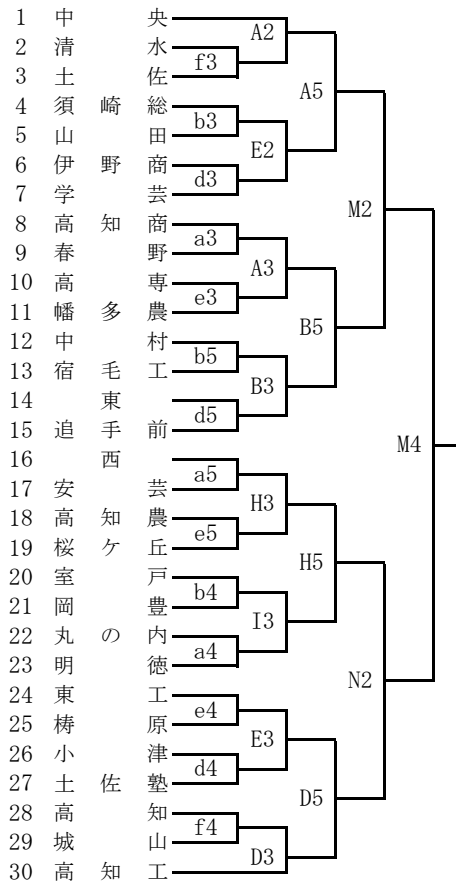 1 中央
2 清水
3 土佐
4 須崎総
5 山田
6 伊野商
7 学芸
8 高知商
9 春野
10 高専
11 幡多農
12 中村
13 宿毛工
14 東
15 追手前
16 西
17 安芸
18 高知農
19 桜ケ丘
20 室戸
21 岡豊
22 丸の内
23 明徳
24 東工
25 梼原
26 小津
27 土佐塾
28 高知
29 城山
30 高知工
f3
b3
d3
a3
e3
b5
d5
a5
e5
b4
a4
e4
d4
f4
A2
E2
A3
B3
H3
I3
E3
D3
A5
B5
H5
D5
M2
N2
M4